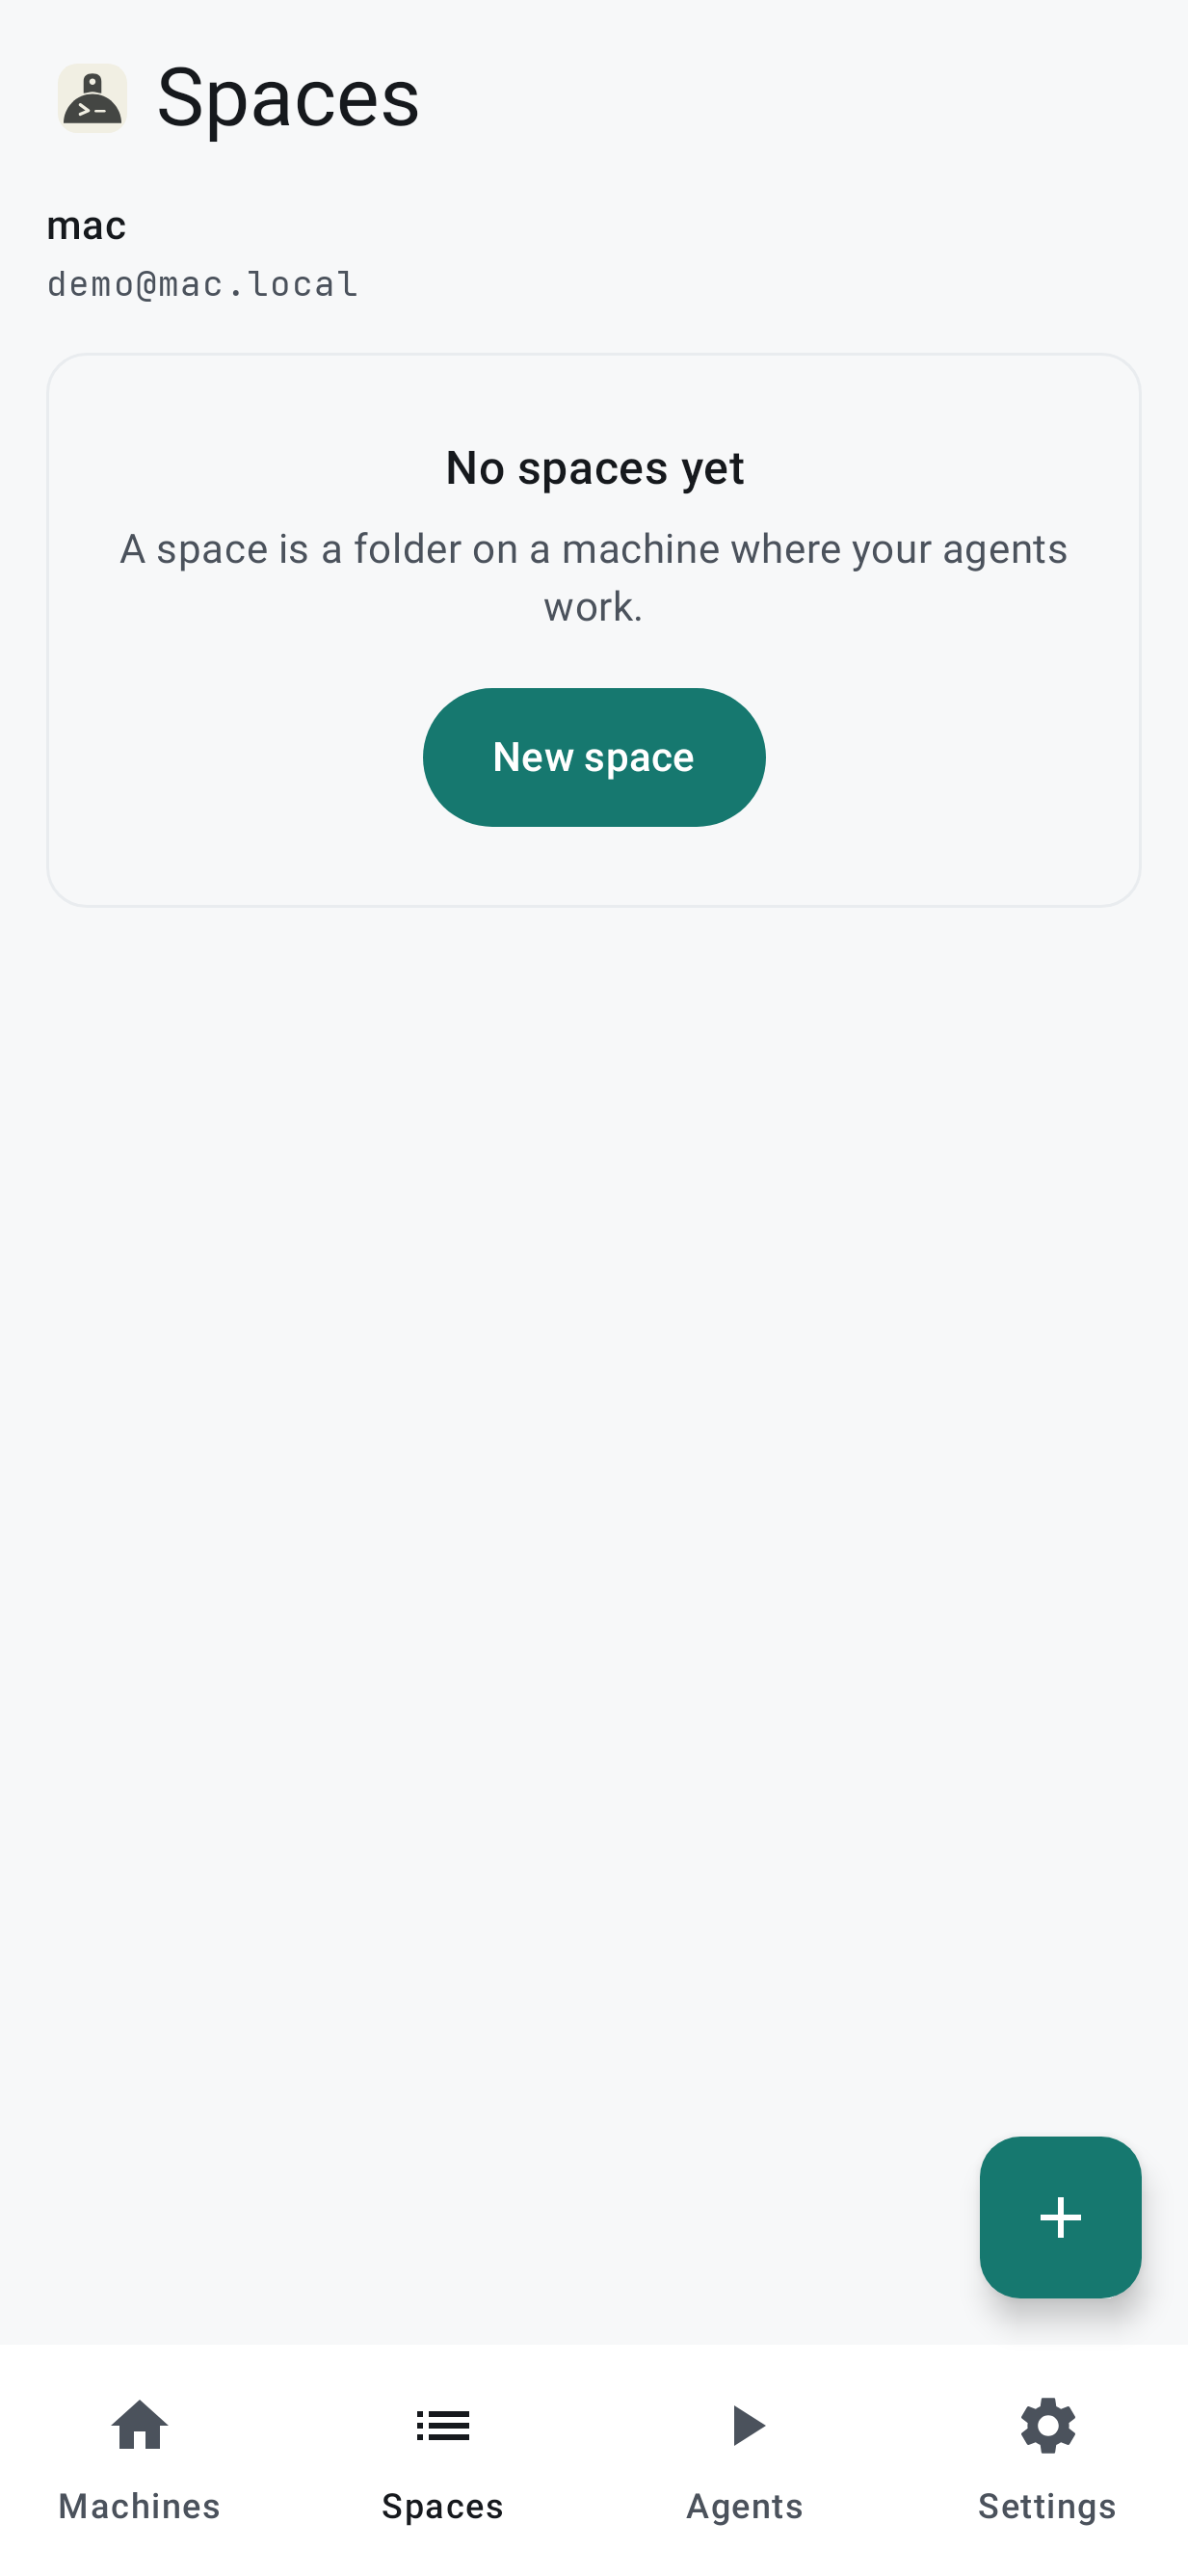 Spaces
mac
demo@mac.local
No spaces yet
A space is a folder on a machine where your agents
work.
New space
Machines
Spaces
Agents
Settings